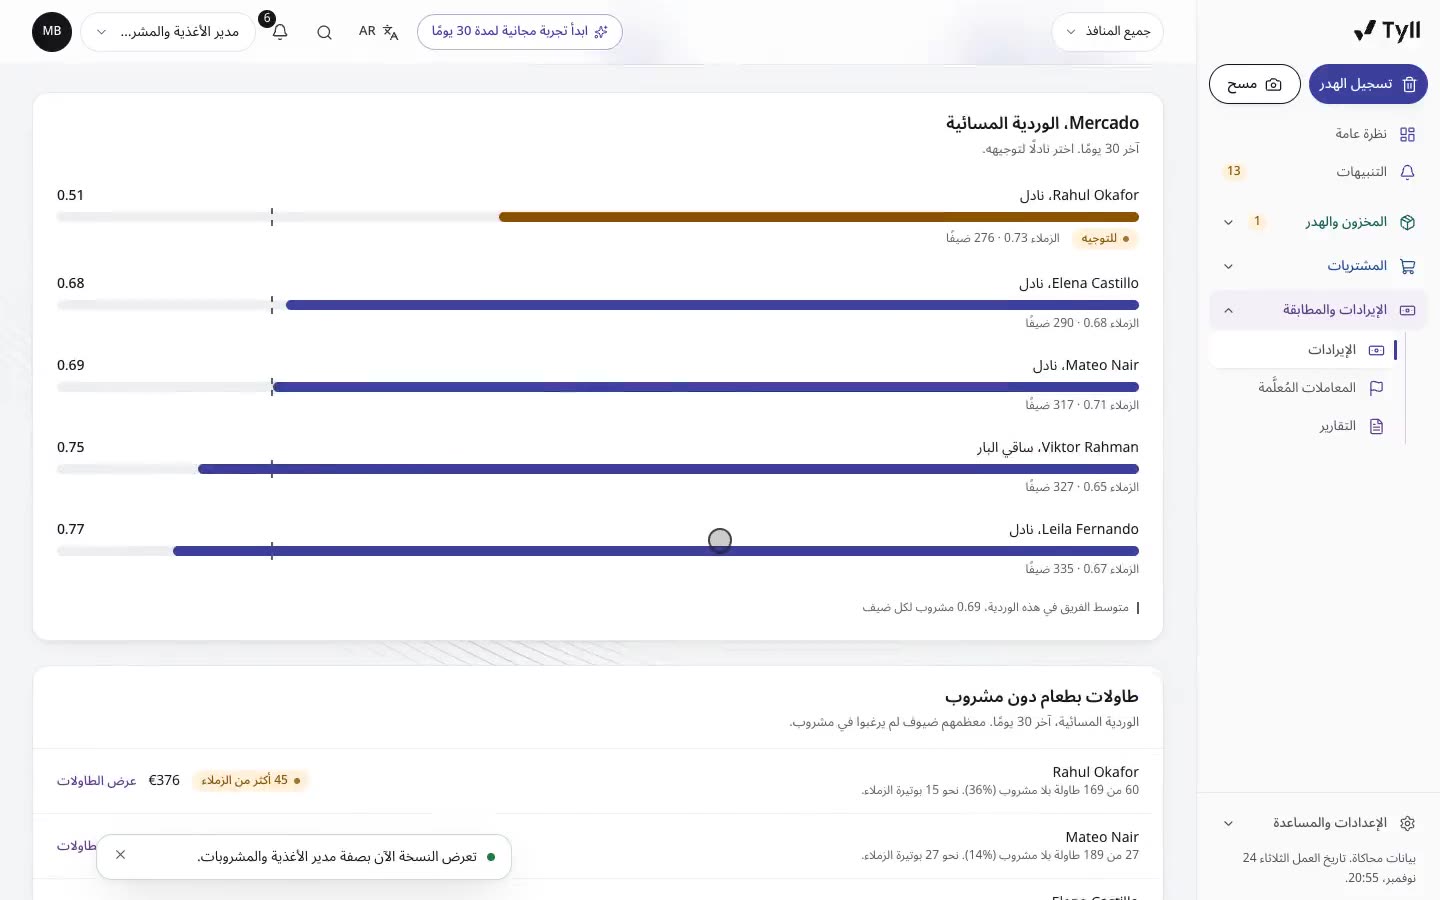 Tyll
تسجيل الهدر
مسح
نظرة عامة
التنبيهات
13
المخزون والهدر
1
المشتريات
الإيرادات والمطابقة
الإيرادات
المعاملات المُعلَّمة
التقارير
الإعدادات والمساعدة
بيانات محاكاة. تاريخ العمل الثلاثاء 24
نوفمبر، 20:55.
جميع المنافذ
ابدأ تجربة مجانية لمدة 30 يومًا
AR
6
مدير الأغذية والمشر...
MB
Mercado، الوردية المسائية
آخر 30 يومًا. اختر نادلًا لتوجيهه.
Rahul Okafor، نادل
0.51
للتوجيه
الزملاء 0.73 · 276 ضيفًا
Elena Castillo، نادل
0.68
الزملاء 0.68 · 290 ضيفًا
Mateo Nair، نادل
0.69
الزملاء 0.71 · 317 ضيفًا
Viktor Rahman، ساقي البار
0.75
الزملاء 0.65 · 327 ضيفًا
Leila Fernando، نادل
0.77
الزملاء 0.67 · 335 ضيفًا
متوسط الفريق في هذه الوردية، 0.69 مشروب لكل ضيف
طاولات بطعام دون مشروب
الوردية المسائية، آخر 30 يومًا. معظمهم ضيوف لم يرغبوا في مشروب.
Rahul Okafor
60 من 169 طاولة بلا مشروب (36%). نحو 15 بوتيرة الزملاء.
45 أكثر من الزملاء
€376
عرض الطاولات
Mateo Nair
27 من 189 طاولة بلا مشروب (14%). نحو 27 بوتيرة الزملاء.
تعرض النسخة الآن بصفة مدير الأغذية والمشروبات.